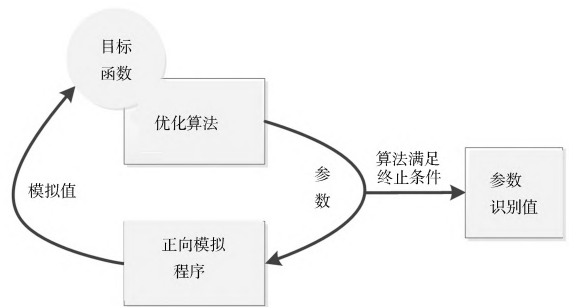 目标
函数
优化算法
模拟值
参
数
算法满足
终止条件
参数
识别值
正向模拟
程序